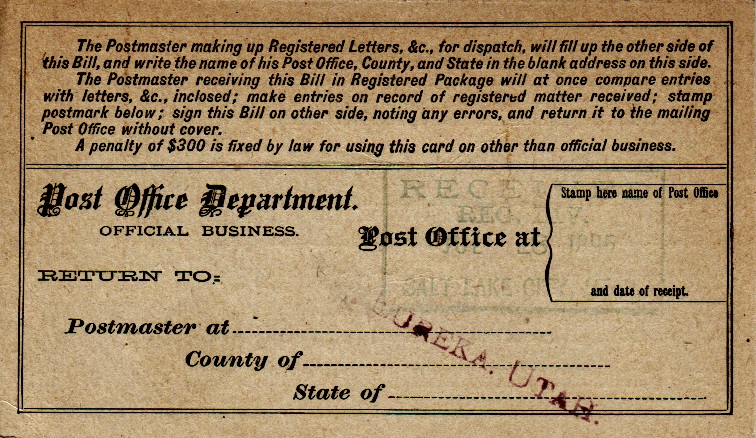 The Postmaster making up Registered Letters, &c., for dispatch, will fill up the other side of
this Bill, and write the name of his Post Office, County, and State in the blank address on this side.
The Postmaster receiving this Bill in Registered Package will at once compare entries
with letters, &c., inclosed; make entries on record of registered matter received; stamp
postmark below; sign this Bill on other side, noting any errors, and return it to the mailing
Post Office without cover.
A penalty of $300 is fixed by law for using this card on other than official business.
Post Office Department.
OFFICIAL BUSINESS.
Post Office at
Stamp here name of Post Office
and date of receipt.
REC
REG. V.
SALT LAKE
RETURN TO:
Postmaster at
County of
State of
EUREKA, UTAH.